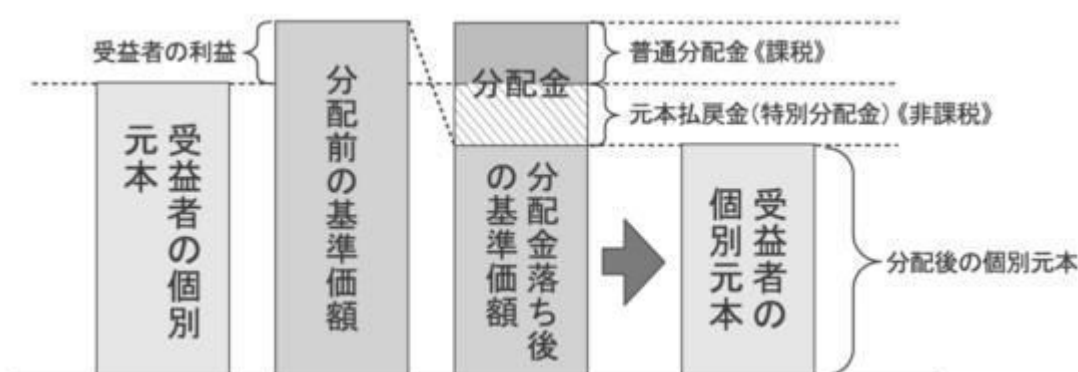 受益者の利益
受益者の個別
元本
分配前の基準価額
分配金
分配金落ち後
の基準価額
普通分配金《課税》
元本払戻金(特別分配金)《非課税》
受益者の
個別元本
分配後の個別元本